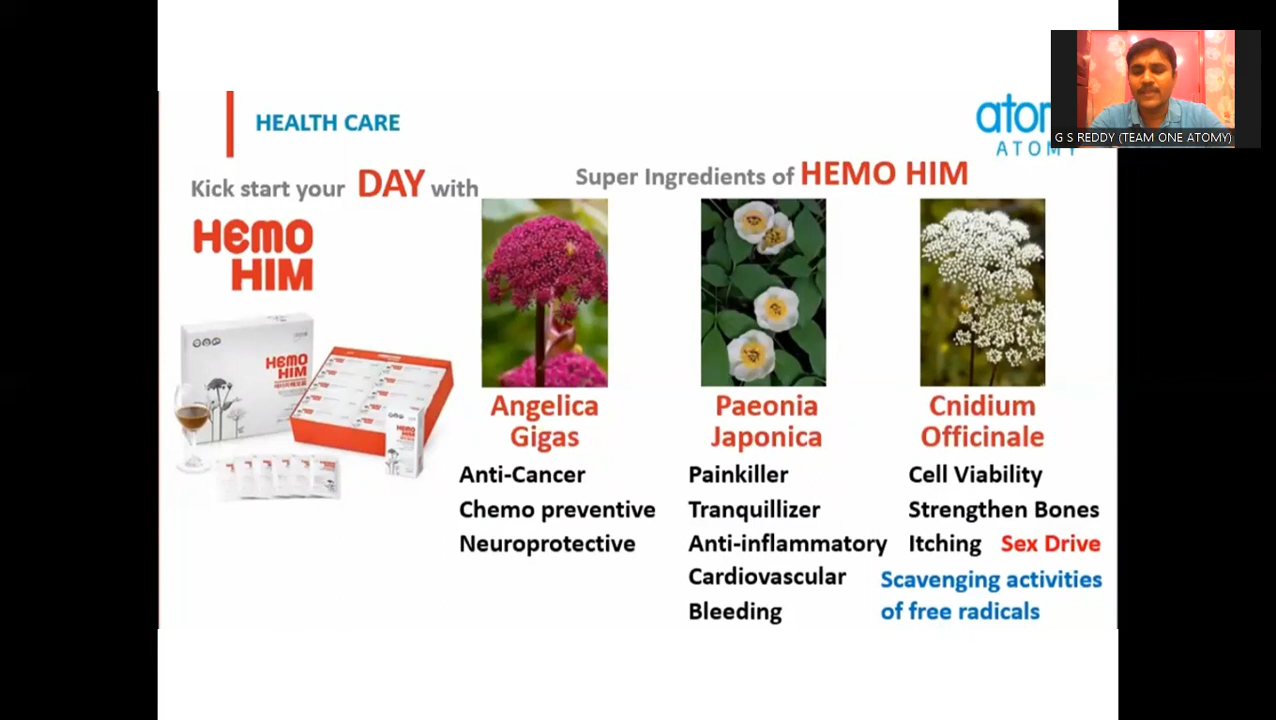 HEALTH CARE
ATOMY
G S REDDY (TEAM ONE ATOMY)
Kick start your DAY with
HEMO
HIM
HEMO
HIM
Super Ingredients of HEMO HIM
Angelica
Gigas
Anti-Cancer
Chemo preventive
Neuroprotective
Paeonia
Japonica
Painkiller
Tranquillizer
Anti-inflammatory
Cardiovascular
Bleeding
Cnidium
Officinale
Cell Viability
Strengthen Bones
Itching Sex Drive
Scavenging activities
of free radicals